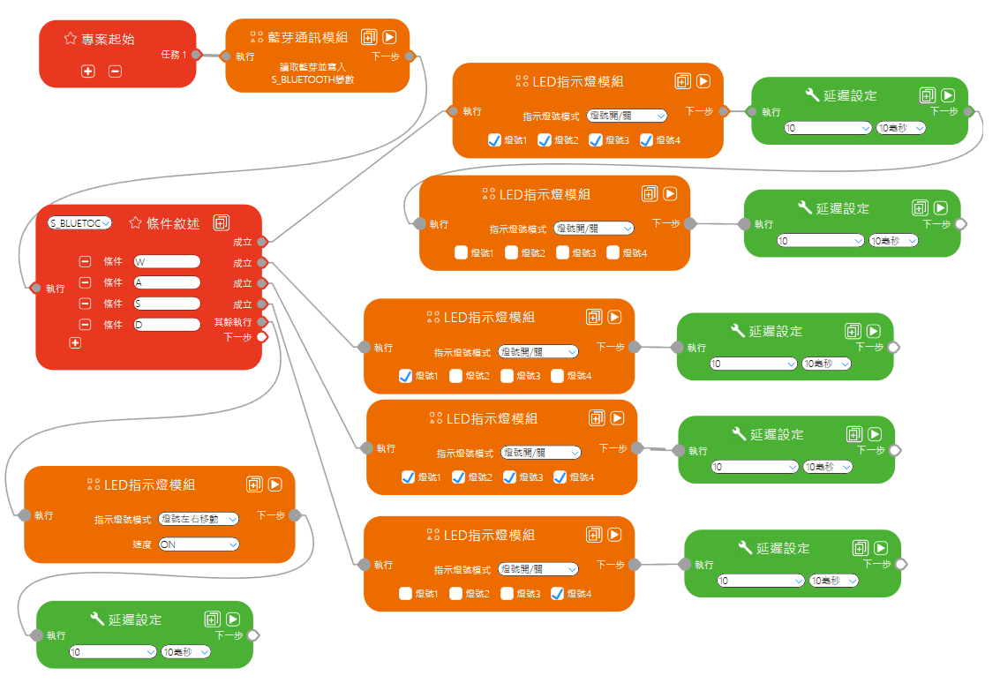 專案起始
任務 1
藍芽通訊模組
執行
下一步
讀取藍芽並寫入
S_BLUETOOTH變數
LED指示燈模組
執行
指示燈號模式 燈號開/關
下一步
燈號1 燈號2 燈號3 燈號4
延遲設定
執行
下一步
10 10毫秒
LED指示燈模組
執行
指示燈號模式 燈號開/關
下一步
燈號1 燈號2 燈號3 燈號4
延遲設定
執行
下一步
10 10毫秒
S_BLUETOC 條件敘述
成立
條件 W 成立
條件 A 成立
執行
條件 S 成立
條件 D 其餘執行
下一步
LED指示燈模組
執行
指示燈號模式 燈號開/關
下一步
燈號1 燈號2 燈號3 燈號4
延遲設定
執行
下一步
10 10毫秒
LED指示燈模組
執行
指示燈號模式 燈號開/關
下一步
燈號1 燈號2 燈號3 燈號4
延遲設定
執行
下一步
10 10毫秒
LED指示燈模組
執行
指示燈號模式 燈號左右移動
下一步
速度 ON
LED指示燈模組
執行
指示燈號模式 燈號開/關
下一步
燈號1 燈號2 燈號3 燈號4
延遲設定
執行
下一步
10 10毫秒
延遲設定
執行
下一步
10 10毫秒